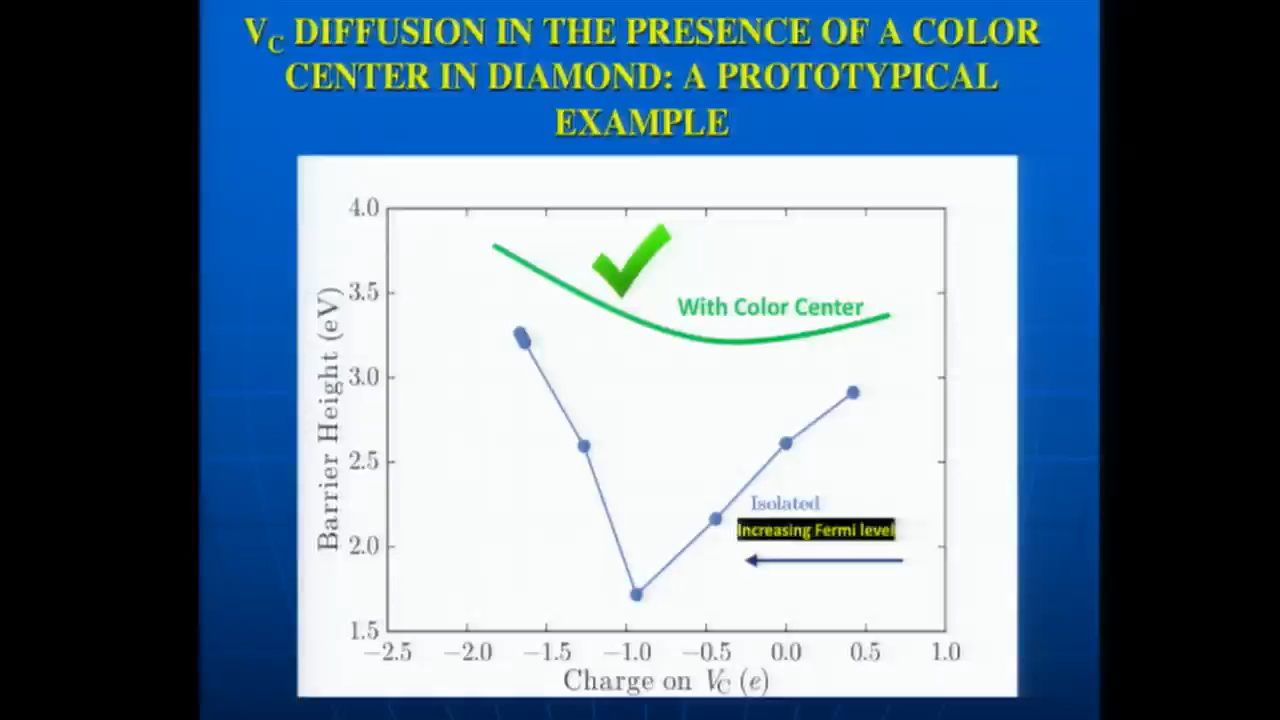 V_C DIFFUSION IN THE PRESENCE OF A COLOR
CENTER IN DIAMOND: A PROTOTYPICAL
EXAMPLE
4.0
3.5
3.0
2.5
2.0
1.5
Barrier Height (eV)
With Color Center
Isolated
Increasing Fermi level
−2.5 −2.0 −1.5 −1.0 −0.5 0.0 0.5 1.0
Charge on V_C (e)